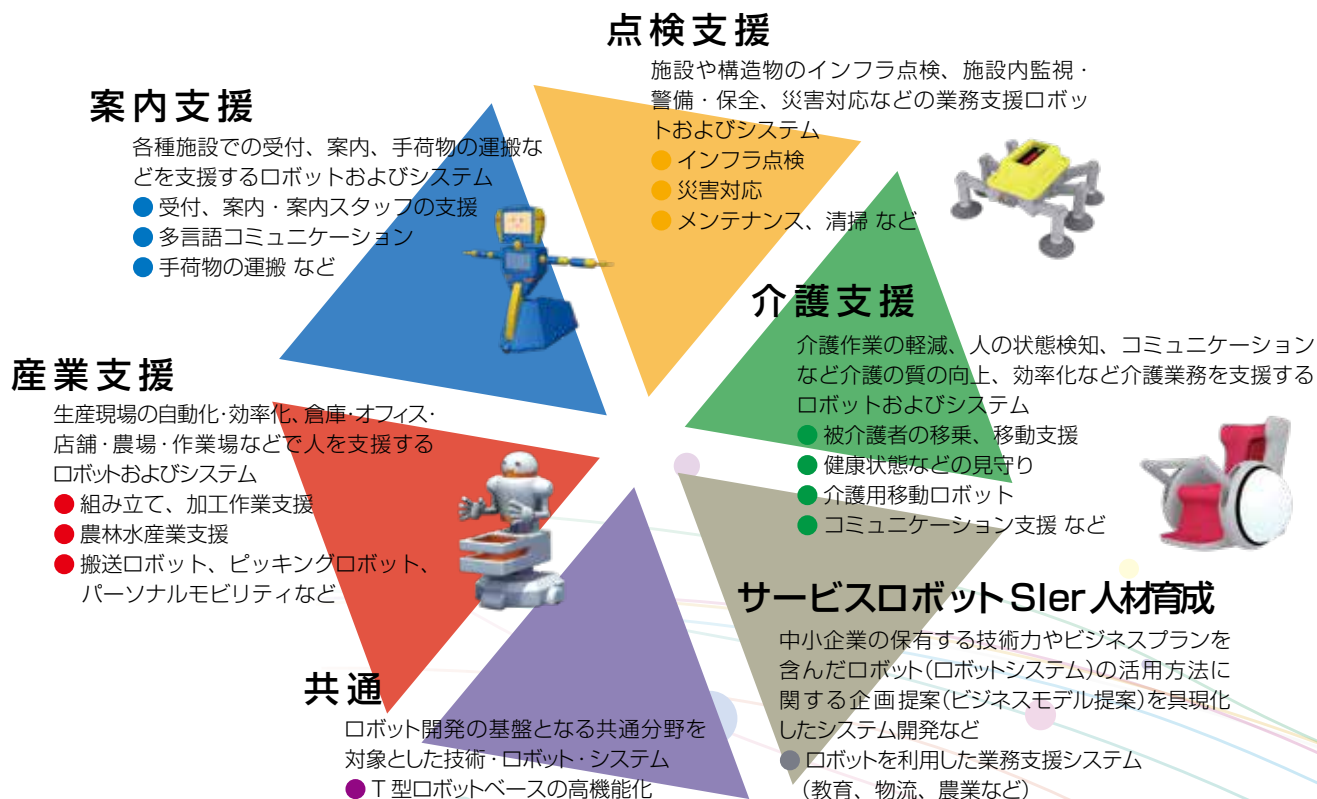 点検支援
施設や構造物のインフラ点検、施設内監視・
警備・保全、災害対応などの業務支援ロボッ
トおよびシステム
● インフラ点検
● 災害対応
● メンテナンス、清掃 など
案内支援
各種施設での受付、案内、手荷物の運搬な
どを支援するロボットおよびシステム
● 受付、案内・案内スタッフの支援
● 多言語コミュニケーション
● 手荷物の運搬 など
介護支援
介護作業の軽減、人の状態検知、コミュニケーション
など介護の質の向上、効率化など介護業務を支援する
ロボットおよびシステム
● 被介護者の移乗、移動支援
● 健康状態などの見守り
● 介護用移動ロボット
● コミュニケーション支援 など
産業支援
生産現場の自動化・効率化、倉庫・オフィス・
店舗・農場・作業場などで人を支援する
ロボットおよびシステム
● 組み立て、加工作業支援
● 農林水産業支援
● 搬送ロボット、ピッキングロボット、
パーソナルモビリティなど
サービスロボットSIer人材育成
中小企業の保有する技術力やビジネスプランを
含んだロボット(ロボットシステム)の活用方法に
関する企画提案(ビジネスモデル提案)を具現化
したシステム開発など
● ロボットを利用した業務支援システム
(教育、物流、農業など)
共通
ロボット開発の基盤となる共通分野を
対象とした技術・ロボット・システム
● T型ロボットベースの高機能化